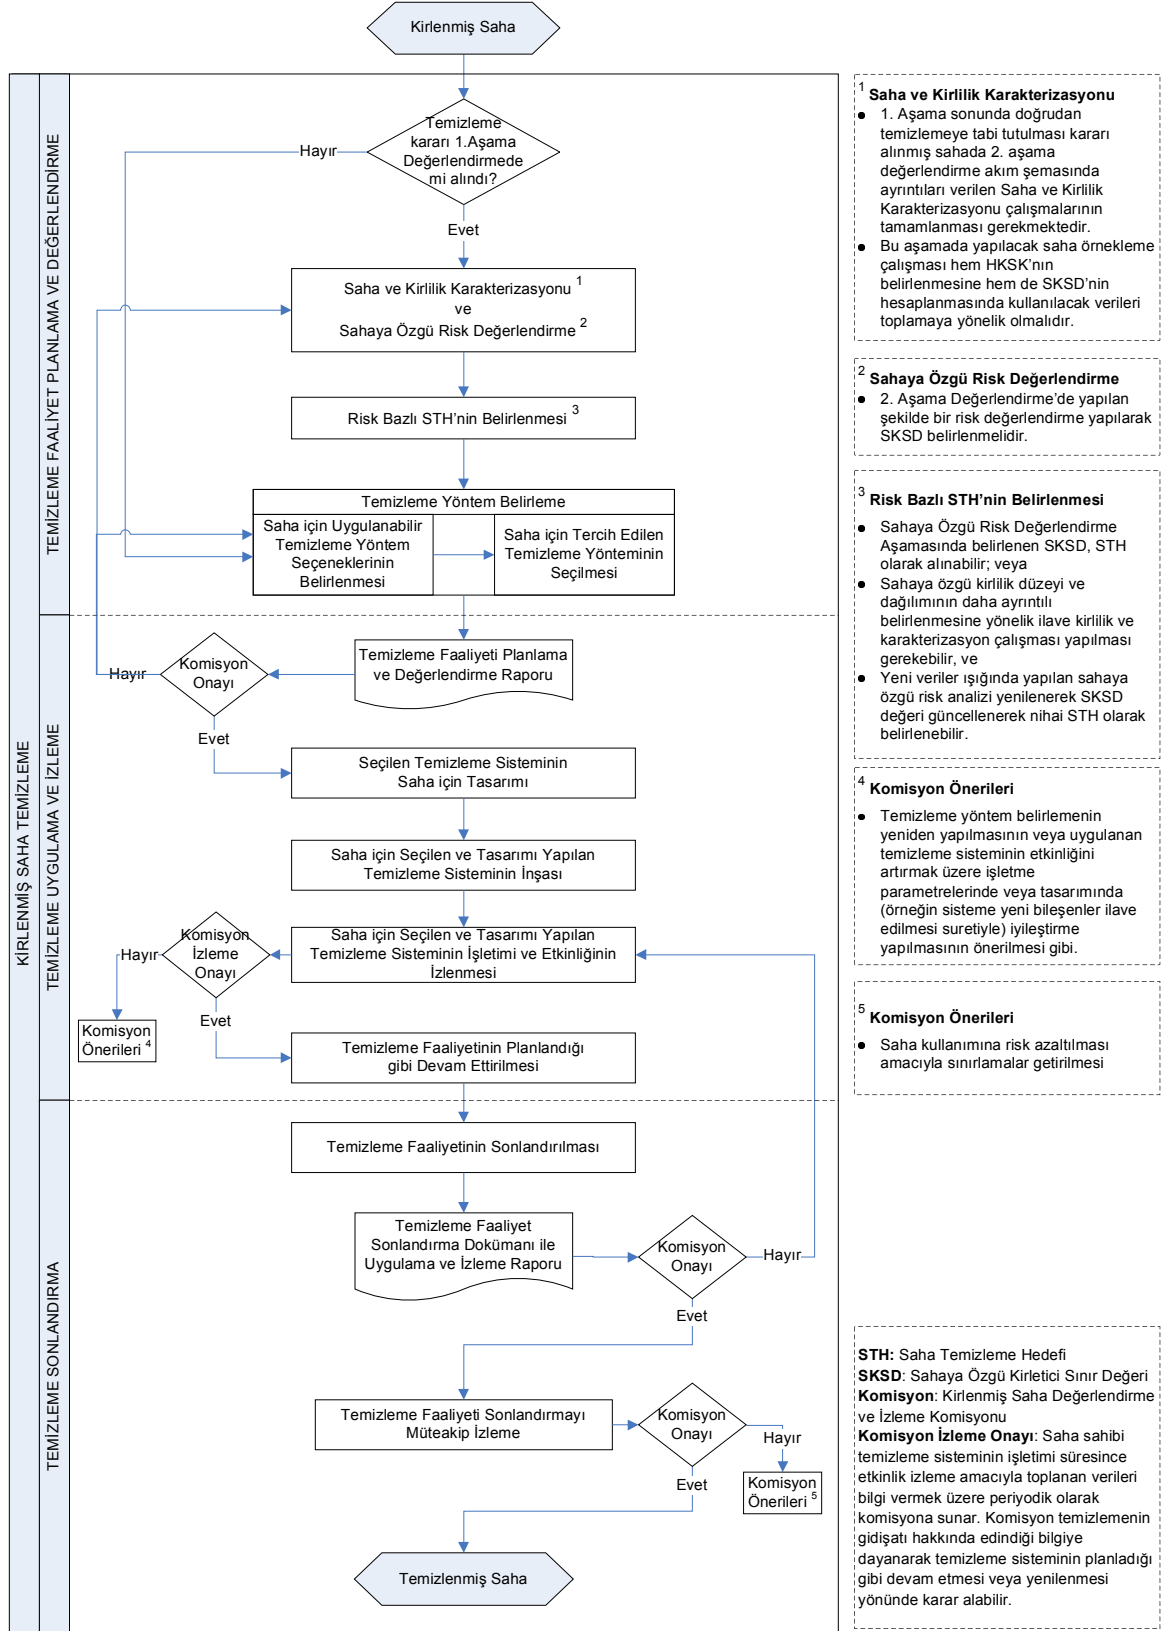 Kirlenmiş Saha
KİRLENMİŞ SAHA TEMİZLEME
TEMİZLEME FAALİYET PLANLAMA VE DEĞERLENDİRME
Temizleme
kararı 1.Aşama
Değerlendirmede
mi alındı?
Hayır
Evet
Saha ve Kirlilik Karakterizasyonu 1
ve
Sahaya Özgü Risk Değerlendirme 2
Risk Bazlı STH’nin Belirlenmesi 3
Temizleme Yöntem Belirleme
Saha için Uygulanabilir
Temizleme Yöntem
Seçeneklerinin
Belirlenmesi
Saha için Tercih Edilen
Temizleme Yönteminin
Seçilmesi
TEMİZLEME UYGULAMA VE İZLEME
Temizleme Faaliyeti Planlama
ve Değerlendirme Raporu
Komisyon
Onayı
Hayır
Evet
Seçilen Temizleme Sisteminin
Saha için Tasarımı
Saha için Seçilen ve Tasarımı Yapılan
Temizleme Sisteminin İnşası
Saha için Seçilen ve Tasarımı Yapılan
Temizleme Sisteminin İşletimi ve Etkinliğinin
İzlenmesi
Komisyon
İzleme
Onayı
Hayır
Komisyon
Önerileri 4
Evet
Temizleme Faaliyetinin Planlandığı
gibi Devam Ettirilmesi
TEMİZLEME SONLANDIRMA
Temizleme Faaliyetinin Sonlandırılması
Temizleme Faaliyet
Sonlandırma Dokümanı ile
Uygulama ve İzleme Raporu
Komisyon
Onayı
Hayır
Evet
Temizleme Faaliyeti Sonlandırmayı
Müteakip İzleme
Komisyon
Onayı
Hayır
Komisyon
Önerileri 5
Evet
Temizlenmiş Saha
1 Saha ve Kirlilik Karakterizasyonu
● 1. Aşama sonunda doğrudan
temizlemeye tabi tutulması kararı
alınmış sahada 2. aşama
değerlendirme akım şemasında
ayrıntıları verilen Saha ve Kirlilik
Karakterizasyonu çalışmalarının
tamamlanması gerekmektedir.
● Bu aşamada yapılacak saha örnekleme
çalışması hem HKSK’nın
belirlenmesine hem de SKSD’nin
hesaplanmasında kullanılacak verileri
toplamaya yönelik olmalıdır.
2 Sahaya Özgü Risk Değerlendirme
● 2. Aşama Değerlendirme’de yapılan
şekilde bir risk değerlendirme yapılarak
SKSD belirlenmelidir.
3 Risk Bazlı STH’nin Belirlenmesi
● Sahaya Özgü Risk Değerlendirme
Aşamasında belirlenen SKSD, STH
olarak alınabilir; veya
● Sahaya özgü kirlilik düzeyi ve
dağılımının daha ayrıntılı
belirlenmesine yönelik ilave kirlilik ve
karakterizasyon çalışması yapılması
gerekebilir, ve
● Yeni veriler ışığında yapılan sahaya
özgü risk analizi yenilenerek SKSD
değeri güncellenerek nihai STH olarak
belirlenebilir.
4 Komisyon Önerileri
● Temizleme yöntem belirlemenin
yeniden yapılmasının veya uygulanan
temizleme sisteminin etkinliğini
artırmak üzere işletme
parametrelerinde veya tasarımında
(örneğin sisteme yeni bileşenler ilave
edilmesi suretiyle) iyileştirme
yapılmasının önerilmesi gibi.
5 Komisyon Önerileri
● Saha kullanımına risk azaltılması
amacıyla sınırlamalar getirilmesi
STH: Saha Temizleme Hedefi
SKSD: Sahaya Özgü Kirletici Sınır Değeri
Komisyon: Kirlenmiş Saha Değerlendirme
ve İzleme Komisyonu
Komisyon İzleme Onayı: Saha sahibi
temizleme sisteminin işletimi süresince
etkinlik izleme amacıyla toplanan verileri
bilgi vermek üzere periyodik olarak
komisyona sunar. Komisyon temizlemenin
gidişatı hakkında edindiği bilgiye
dayanarak temizleme sisteminin planladığı
gibi devam etmesi veya yenilenmesi
yönünde karar alabilir.